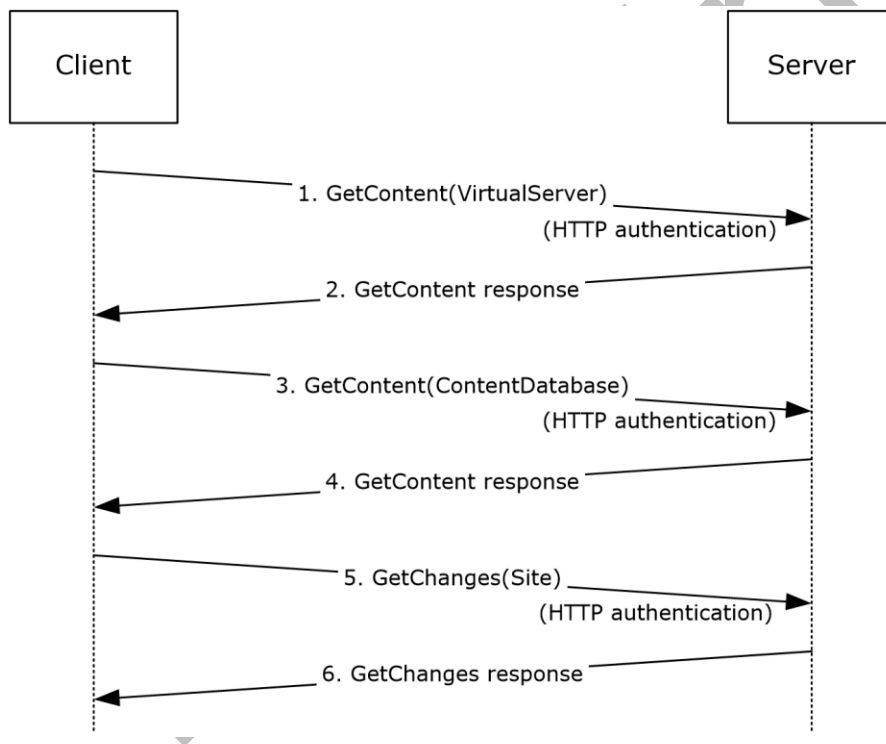 Client
Server
1. GetContent(VirtualServer)
(HTTP authentication)
2. GetContent response
3. GetContent(ContentDatabase)
(HTTP authentication)
4. GetContent response
5. GetChanges(Site)
(HTTP authentication)
6. GetChanges response